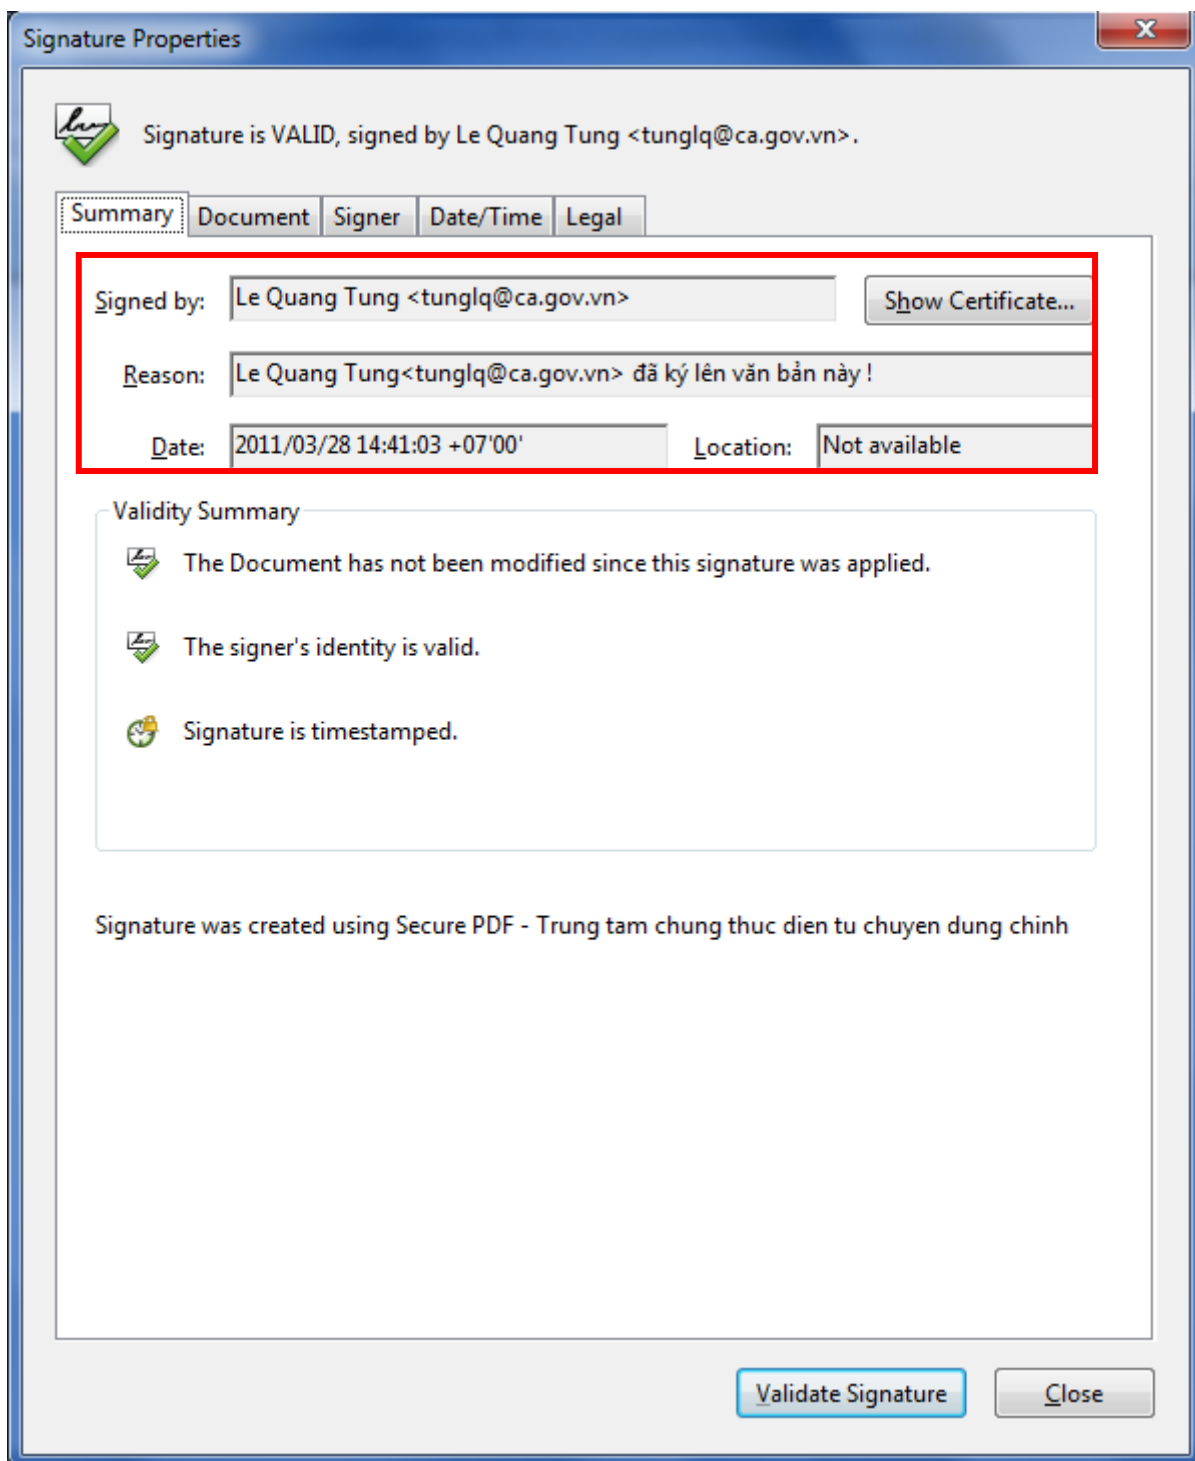 Signature Properties
Signature is VALID, signed by Le Quang Tung <tunglq@ca.gov.vn>.
Summary Document Signer Date/Time Legal
Signed by: Le Quang Tung <tunglq@ca.gov.vn> Show Certificate...
Reason: Le Quang Tung<tunglq@ca.gov.vn> đã ký lên văn bản này !
Date: 2011/03/28 14:41:03 +07'00' Location: Not available
Validity Summary
The Document has not been modified since this signature was applied.
The signer's identity is valid.
Signature is timestamped.
Signature was created using Secure PDF - Trung tam chung thuc dien tu chuyen dung chinh
Validate Signature Close